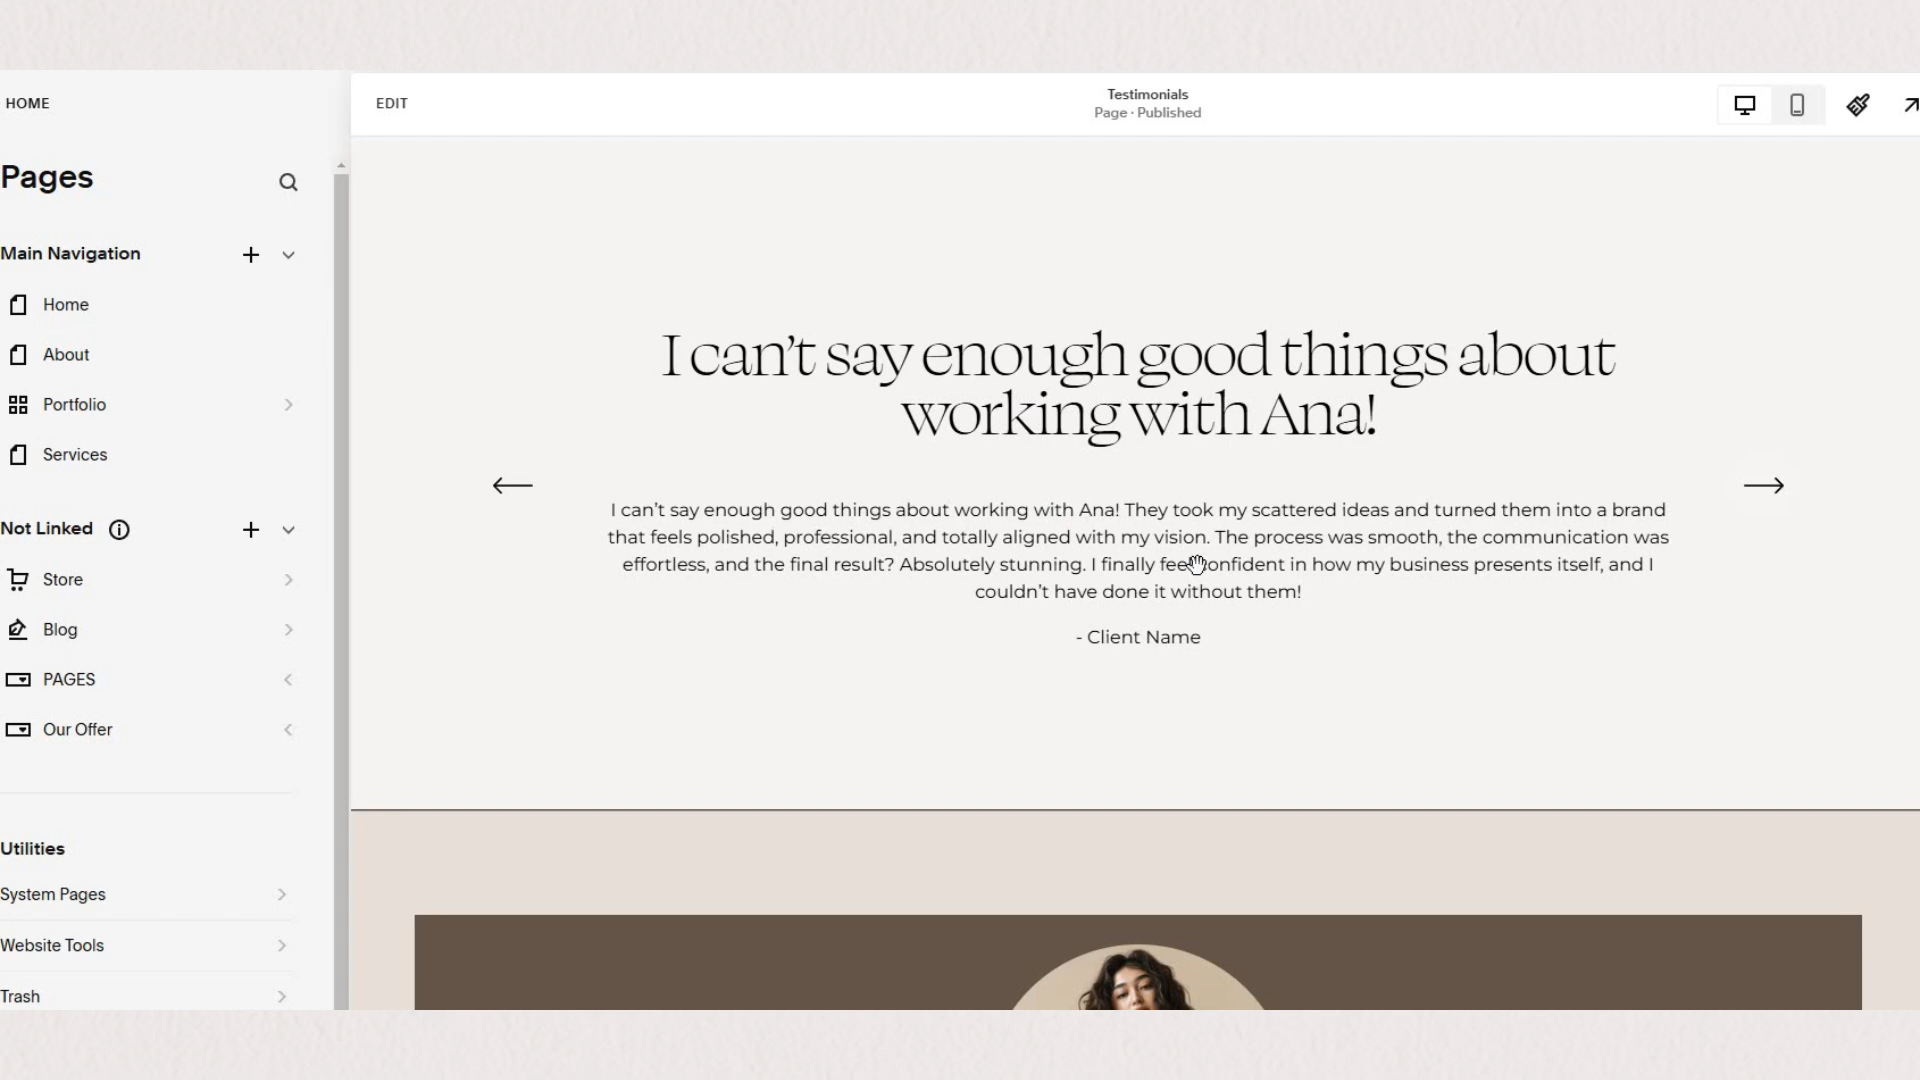 HOME
Pages
Main Navigation
Home
About
Portfolio
Services
Not Linked
Store
Blog
PAGES
Our Offer
Utilities
System Pages
Website Tools
Trash
EDIT
Testimonials
Page · Published
I can’t say enough good things about
working with Ana!
I can’t say enough good things about working with Ana! They took my scattered ideas and turned them into a brand
that feels polished, professional, and totally aligned with my vision. The process was smooth, the communication was
effortless, and the final result? Absolutely stunning. I finally feel confident in how my business presents itself, and I
couldn’t have done it without them!
- Client Name